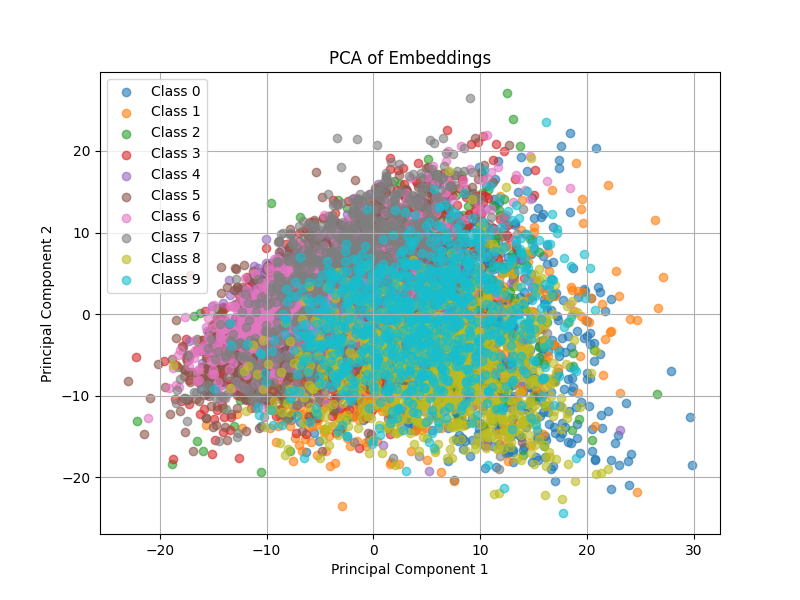 PCA of Embeddings
Class 0
Class 1
Class 2
Class 3
Class 4
Class 5
Class 6
Class 7
Class 8
Class 9
20
10
0
−10
−20
Principal Component 2
−20 −10 0 10 20 30
Principal Component 1